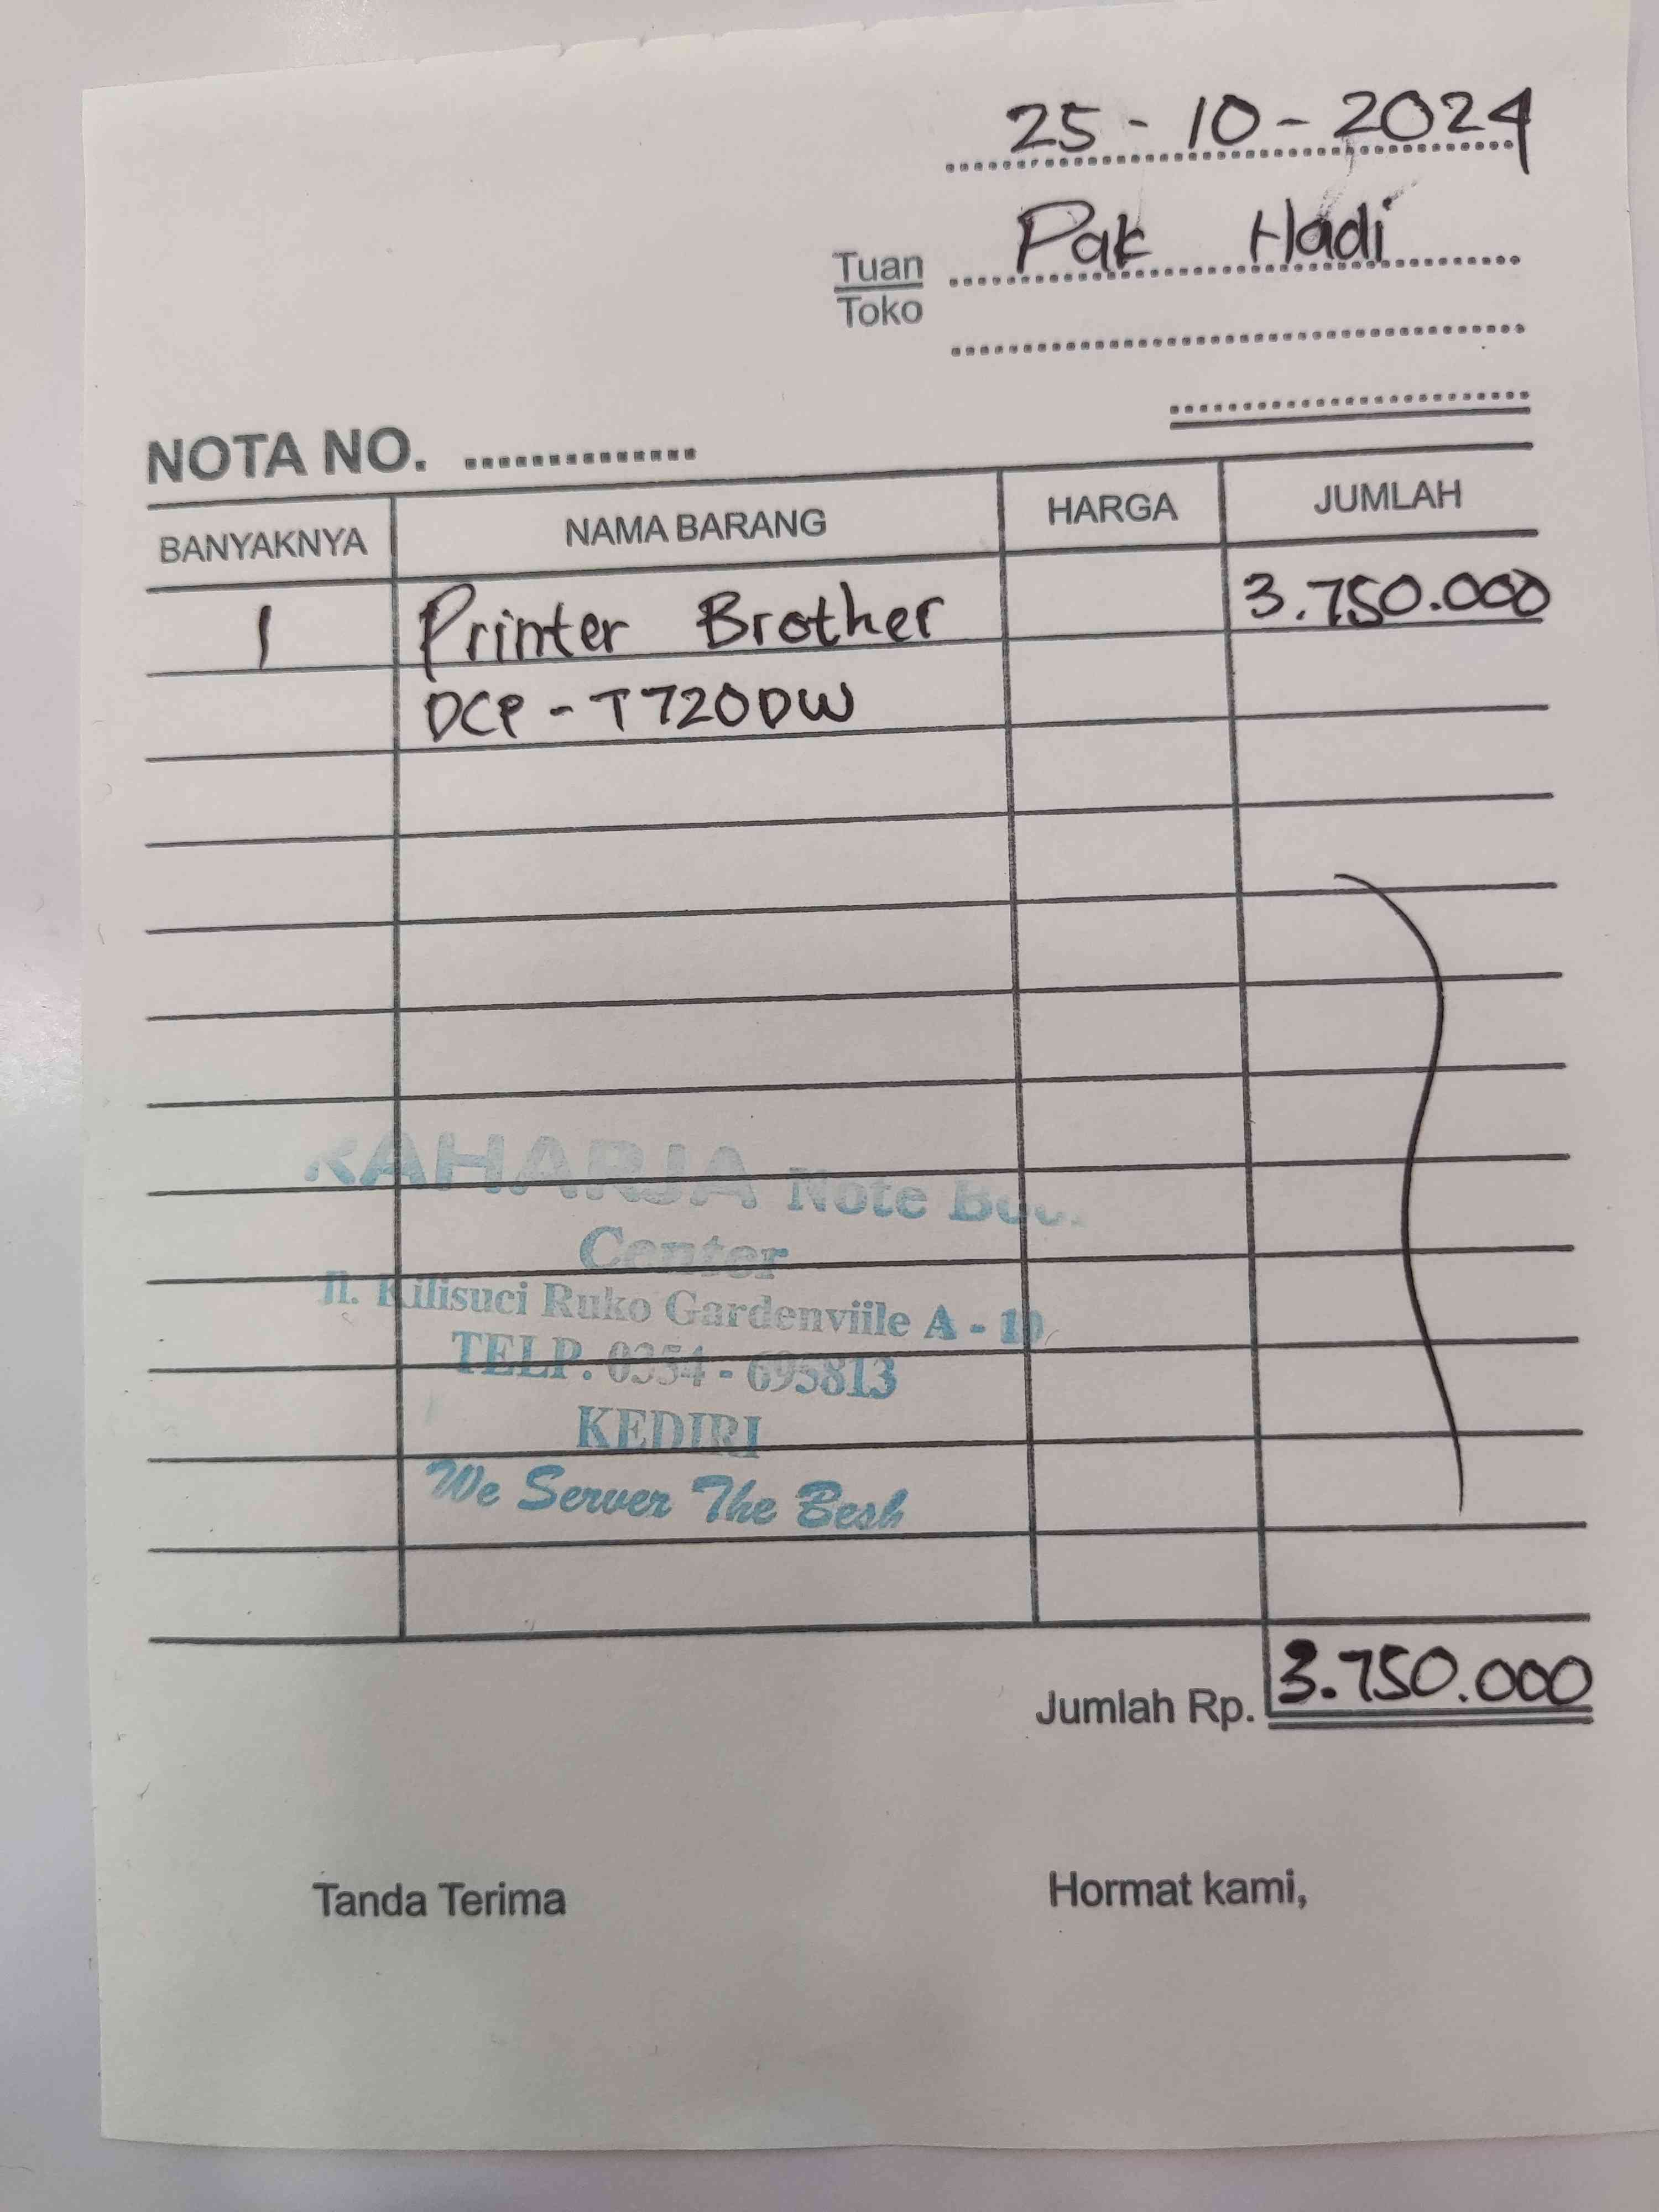 25 - 10 - 2024
Tuan Pak Hadi
Toko
NOTA NO.
BANYAKNYA NAMA BARANG HARGA JUMLAH
1 Printer Brother 3.750.000
DCP - T720DW
RAHARJA Note
Center
Jl. Kilisuci Ruko Gardenviile A - 10
TELP. 0354 - 695813
KEDIRI
We Server The Besh
Jumlah Rp. 3.750.000
Tanda Terima Hormat kami,